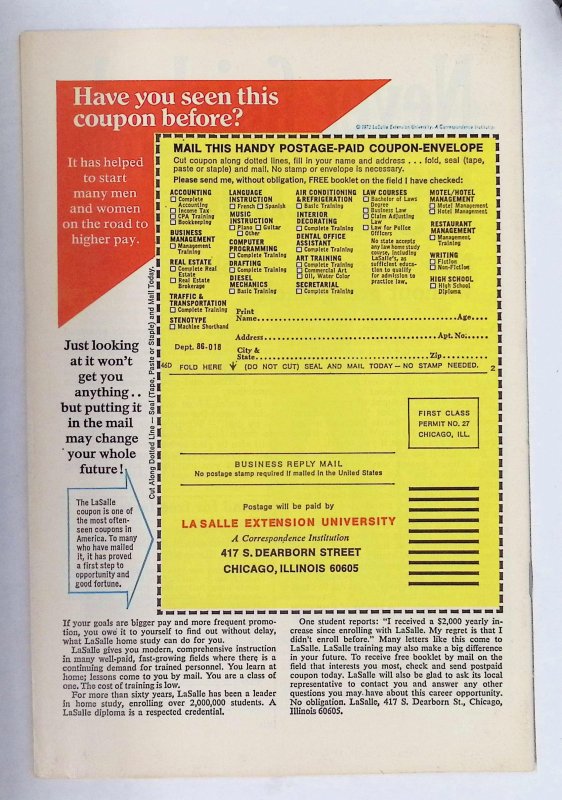 Have you seen this
coupon before?
© 1972 LaSalle Extension University. A Correspondence Institution
It has helped
to start
many men
and women
on the road to
higher pay.
Just looking
at it won't
get you
anything . .
but putting it
in the mail
may change
your whole
future!
The LaSalle
coupon is one of
the most often-
seen coupons in
America. To many
who have mailed
it, it has proved
a first step to
opportunity and
good fortune.
Cut Along Dotted Line — Seal (Tape, Paste or Staple) and Mail Today.
MAIL THIS HANDY POSTAGE-PAID COUPON-ENVELOPE
Cut coupon along dotted lines, fill in your name and address . . . fold, seal (tape,
paste or staple) and mail. No stamp or envelope is necessary.
Please send me, without obligation, FREE booklet on the field I have checked:
ACCOUNTING
Complete
Accounting
Income Tax
CPA Training
Bookkeeping
BUSINESS
MANAGEMENT
Management
Training
REAL ESTATE
Complete Real
Estate
Real Estate
Brokerage
TRAFFIC &
TRANSPORTATION
Complete Training
STENOTYPE
Machine Shorthand
LANGUAGE
INSTRUCTION
French Spanish
MUSIC
INSTRUCTION
Piano Guitar
Other
COMPUTER
PROGRAMMING
Complete Training
DRAFTING
Complete Training
DIESEL
MECHANICS
Basic Training
AIR CONDITIONING
& REFRIGERATION
Basic Training
INTERIOR
DECORATING
Complete Training
DENTAL OFFICE
ASSISTANT
Complete Training
ART TRAINING
Complete Training
Commercial Art
Oil, Water Color
SECRETARIAL
Complete Training
LAW COURSES
Bachelor of Laws
Degree
Business Law
Claim Adjusting
Law
Law for Police
Officers
No state accepts
any law home study
course, including
LaSalle's, as
sufficient educa-
tion to qualify
for admission to
practice law.
MOTEL/HOTEL
MANAGEMENT
Motel Management
Hotel Management
RESTAURANT
MANAGEMENT
Management
Training
WRITING
Fiction
Non-Fiction
HIGH SCHOOL
High School
Diploma
Print
Name Age
Address Apt. No:
Dept. 86-018
City &
State Zip
46D FOLD HERE (DO NOT CUT) SEAL AND MAIL TODAY – NO STAMP NEEDED. 2
FIRST CLASS
PERMIT NO. 27
CHICAGO, ILL.
BUSINESS REPLY MAIL
No postage stamp required if mailed in the United States
Postage will be paid by
LA SALLE EXTENSION UNIVERSITY
A Correspondence Institution
417 S. DEARBORN STREET
CHICAGO, ILLINOIS 60605
If your goals are bigger pay and more frequent promo-
tion, you owe it to yourself to find out without delay,
what LaSalle home study can do for you.
LaSalle gives you modern, comprehensive instruction
in many well-paid, fast-growing fields where there is a
continuing demand for trained personnel. You learn at
home; lessons come to you by mail. You are a class of
one. The cost of training is low.
For more than sixty years, LaSalle has been a leader
in home study, enrolling over 2,000,000 students. A
LaSalle diploma is a respected credential.
One student reports: "I received a $2,000 yearly in-
crease since enrolling with LaSalle. My regret is that I
didn't enroll before." Many letters like this come to
LaSalle. LaSalle training may also make a big difference
in your future. To receive free booklet by mail on the
field that interests you most, check and send postpaid
coupon today. LaSalle will also be glad to ask its local
representative to contact you and answer any other
questions you may have about this career opportunity.
No obligation. LaSalle, 417 S. Dearborn St., Chicago,
Illinois 60605.